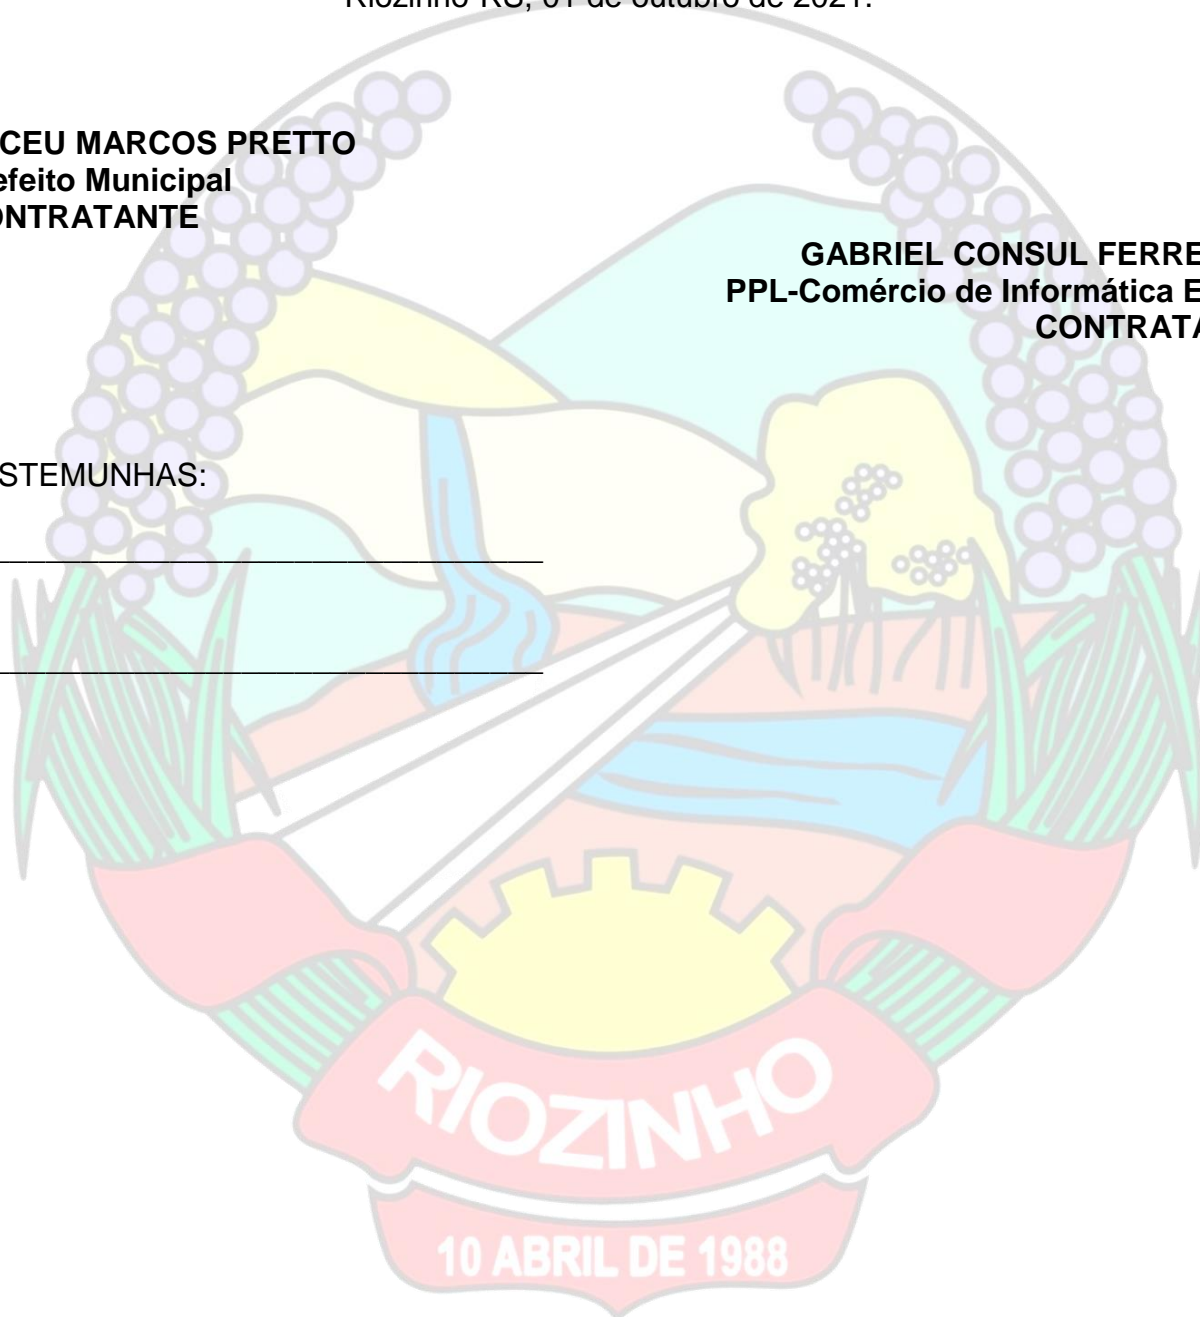 Riozinho-RS, 01 de outubro de 2021.
CEU MARCOS PRETTO
efeito Municipal
ONTRATANTE
GABRIEL CONSUL FERRE
PPL-Comércio de Informática E
CONTRATA
STEMUNHAS:
RIOZINHO
10 ABRIL DE 1988